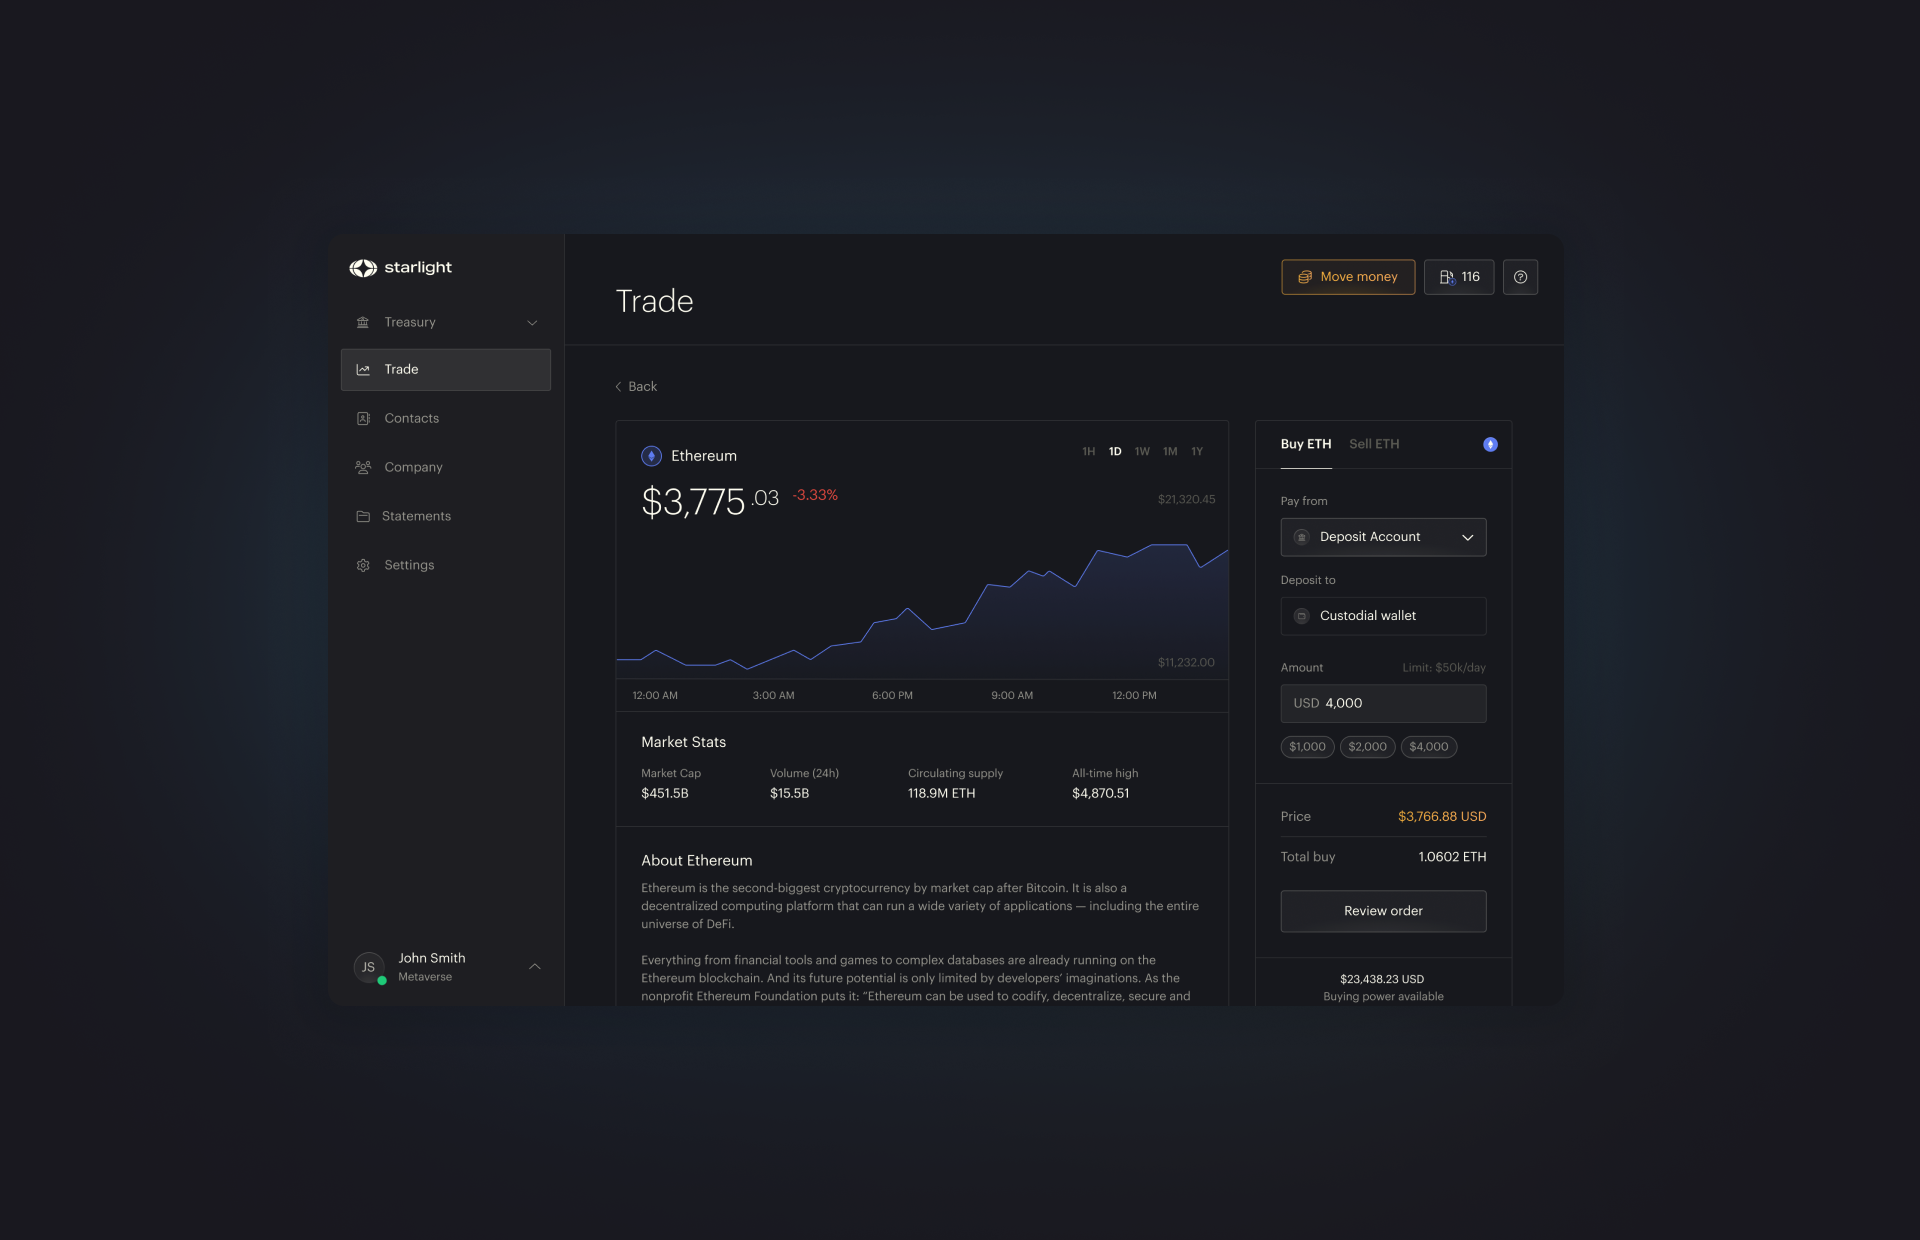 starlight
Treasury
Trade
Contacts
Company
Statements
Settings
JS
John Smith
Metaverse
Trade
Move money
116
Back
Ethereum
1H 1D 1W 1M 1Y
$3,775.03 -3.33%
$21,320.45
$11,232.00
12:00 AM 3:00 AM 6:00 PM 9:00 AM 12:00 PM
Market Stats
Market Cap Volume (24h) Circulating supply All-time high
$451.5B $15.5B 118.9M ETH $4,870.51
About Ethereum
Ethereum is the second-biggest cryptocurrency by market cap after Bitcoin. It is also a
decentralized computing platform that can run a wide variety of applications — including the entire
universe of DeFi.
Everything from financial tools and games to complex databases are already running on the
Ethereum blockchain. And its future potential is only limited by developers’ imaginations. As the
nonprofit Ethereum Foundation puts it: “Ethereum can be used to codify, decentralize, secure and
Buy ETH Sell ETH
Pay from
Deposit Account
Deposit to
Custodial wallet
Amount Limit: $50k/day
USD 4,000
$1,000 $2,000 $4,000
Price $3,766.88 USD
Total buy 1.0602 ETH
Review order
$23,438.23 USD
Buying power available